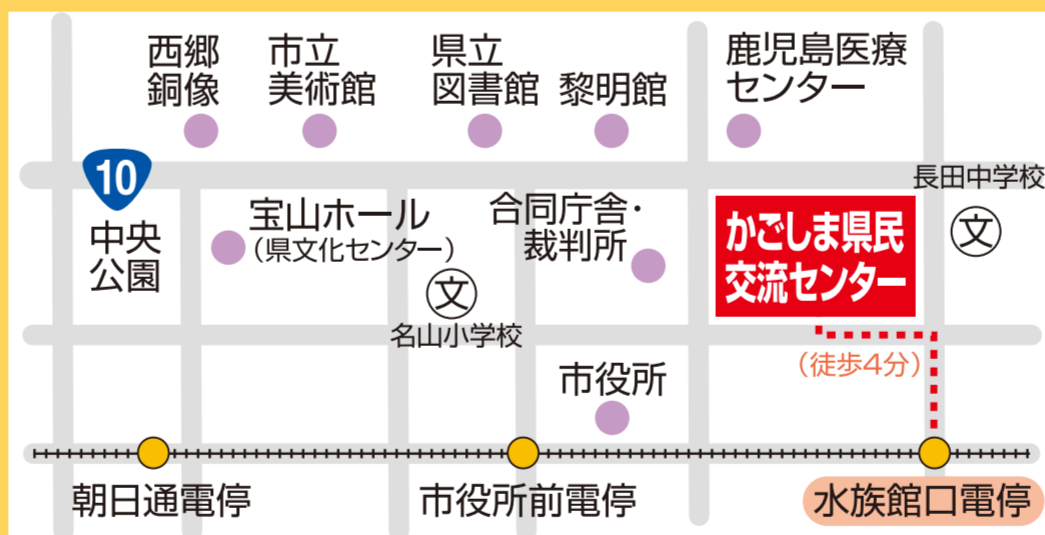 西郷
銅像
市立
美術館
県立
図書館
黎明館
鹿児島医療
センター
10
中央
公園
宝山ホール
（県文化センター）
文
名山小学校
合同庁舎・
裁判所
かごしま県民
交流センター
長田中学校
文
（徒歩4分）
市役所
朝日通電停
市役所前電停
水族館口電停